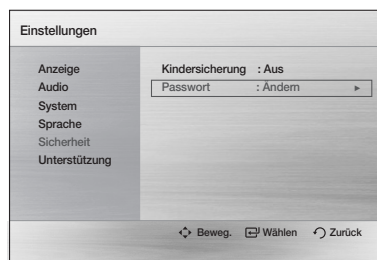 Einstellungen
Anzeige
Audio
System
Sprache
Sicherheit
Unterstützung
Kindersicherung : Aus
Passwort : Ändern ►
Beweg. Wählen Zurück